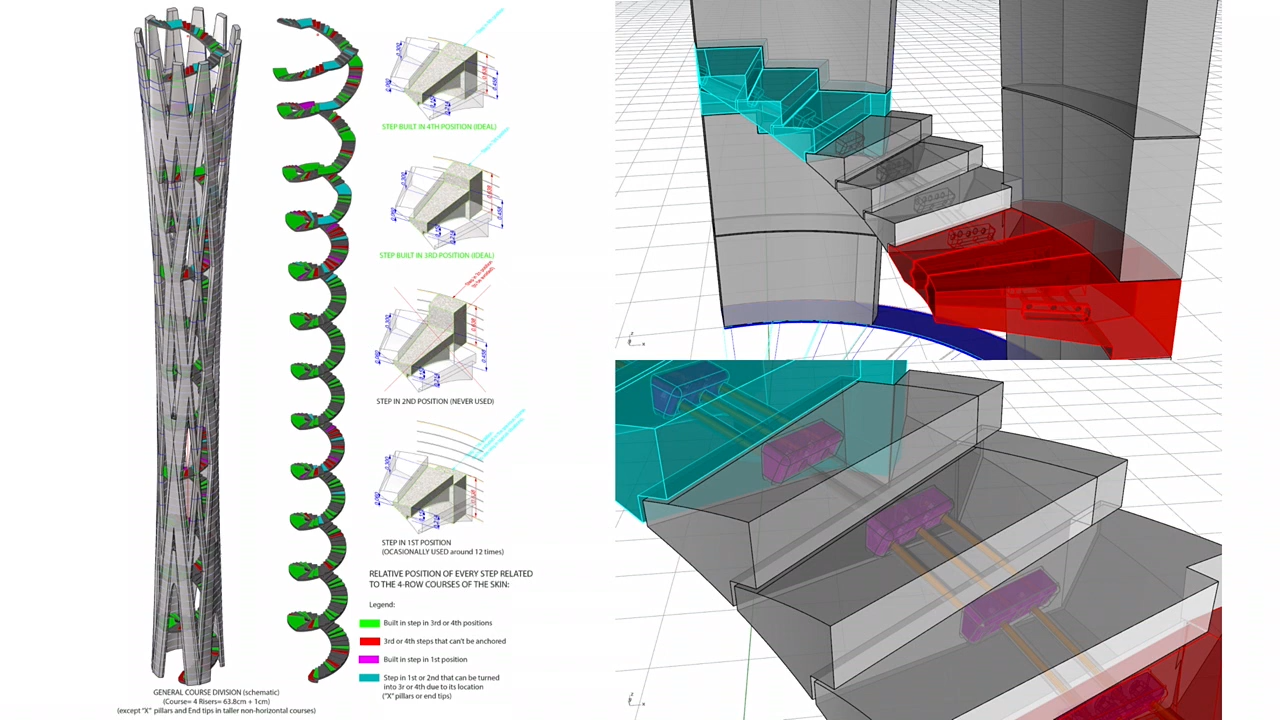 STEP BUILT IN 4TH POSITION (IDEAL)
STEP BUILT IN 3RD POSITION (IDEAL)
STEP IN 2ND POSITION (NEVER USED)
STEP IN 1ST POSITION
(OCASIONALLY USED around 12 times)
RELATIVE POSITION OF EVERY STEP RELATED
TO THE 4-ROW COURSES OF THE SKIN:
Legend:
Built in step in 3rd or 4th positions
3rd or 4th steps that can't be anchored
Built in step in 1st position
Step in 1st or 2nd that can be turned
into 3r or 4th due to its location
("X" pillars or end tips)
GENERAL COURSE DIVISION (schematic)
(Course= 4 Risers= 63.8cm + 1cm)
(except "X" pillars and End tips in taller non-horizontal courses)